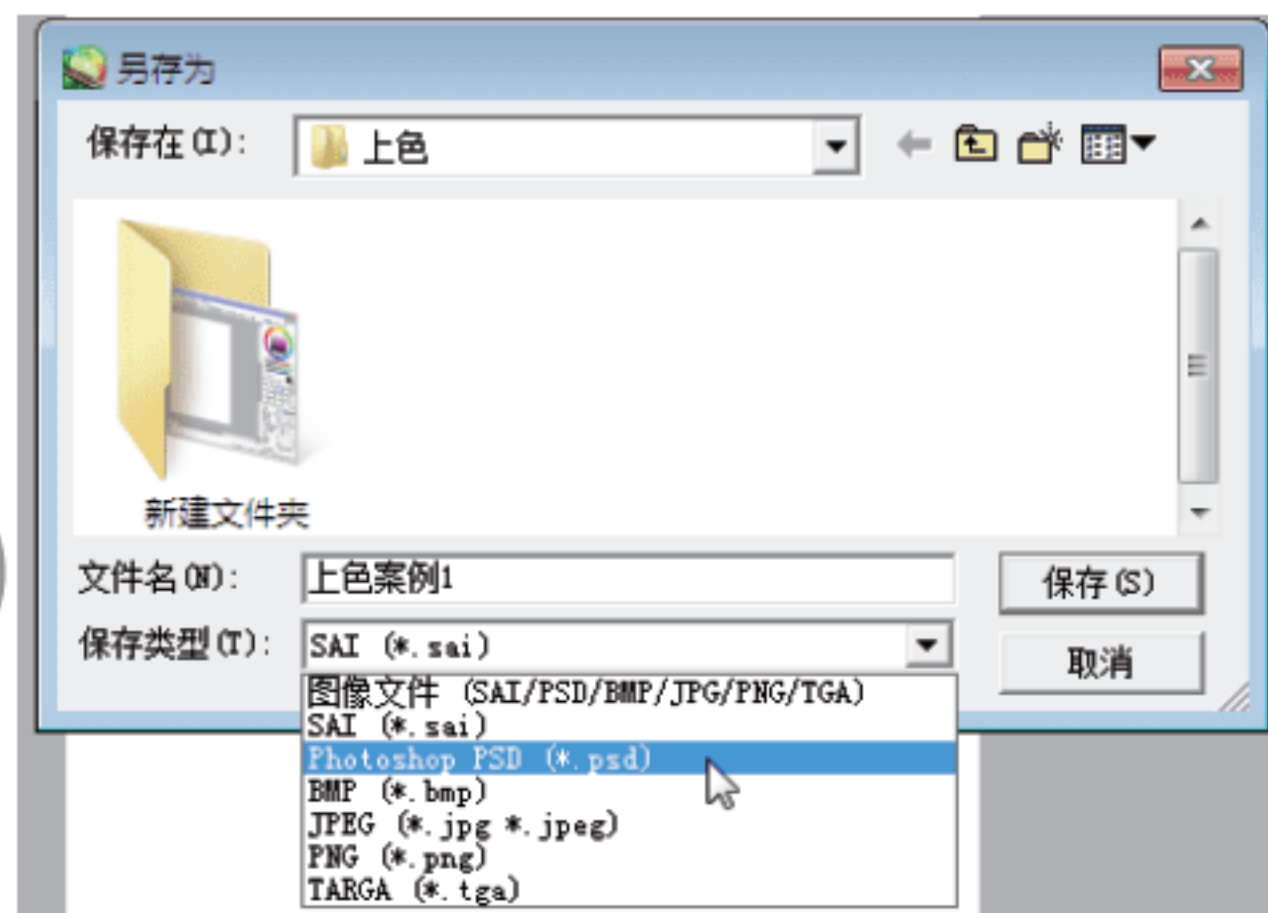 另存为
保存在(I):
上色
新建文件夹
文件名(N):
上色案例1
保存(S)
保存类型(T):
SAI (*.sai)
取消
图像文件 (SAI/PSD/BMP/JPG/PNG/TGA)
SAI (*.sai)
Photoshop PSD (*.psd)
BMP (*.bmp)
JPEG (*.jpg *.jpeg)
PNG (*.png)
TARGA (*.tga)